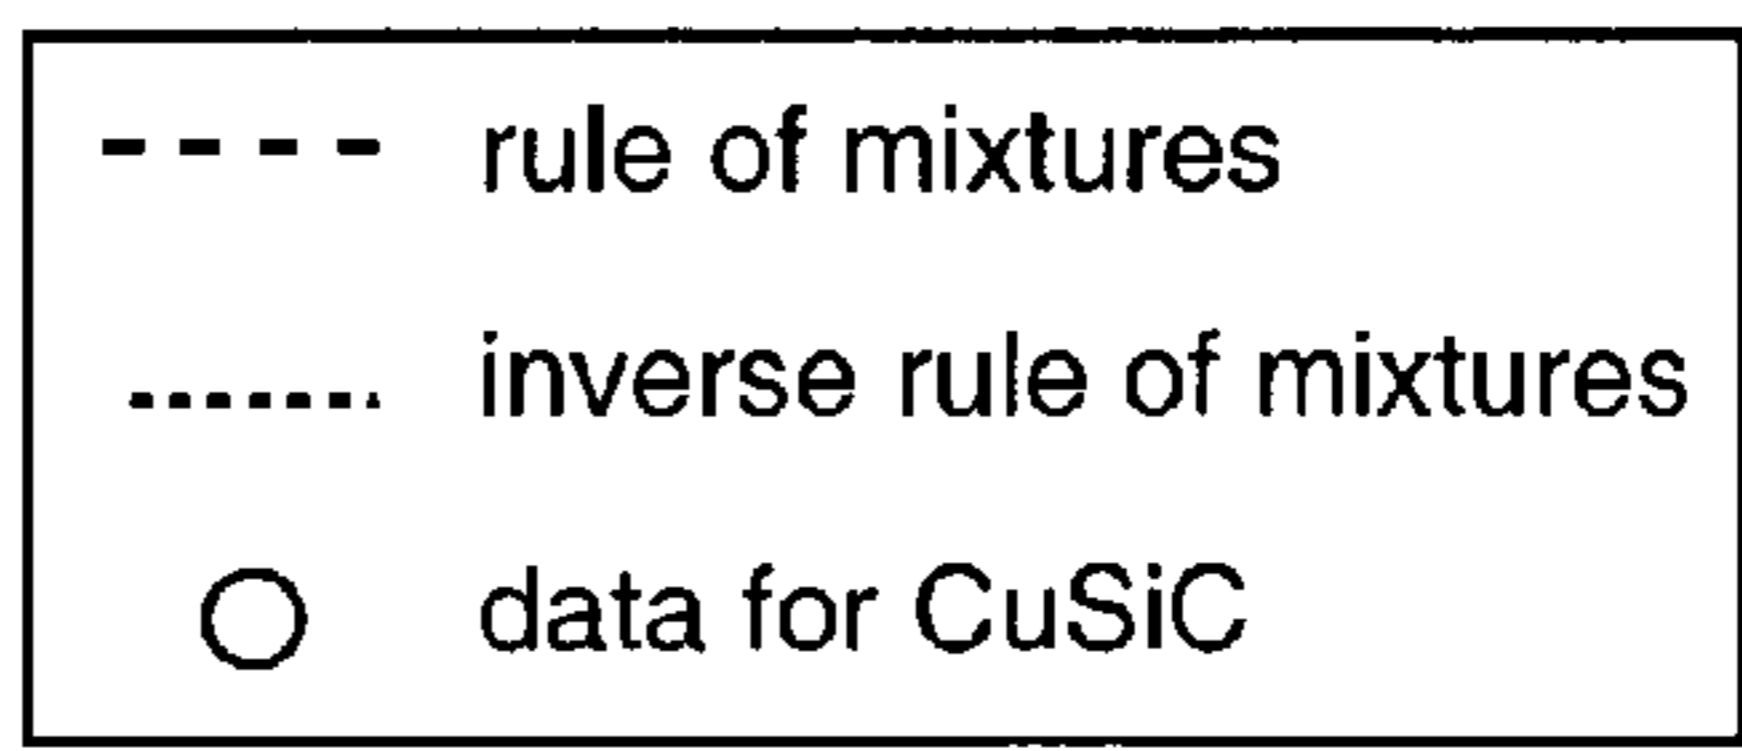 rule of mixtures
inverse rule of mixtures
data for CuSiC